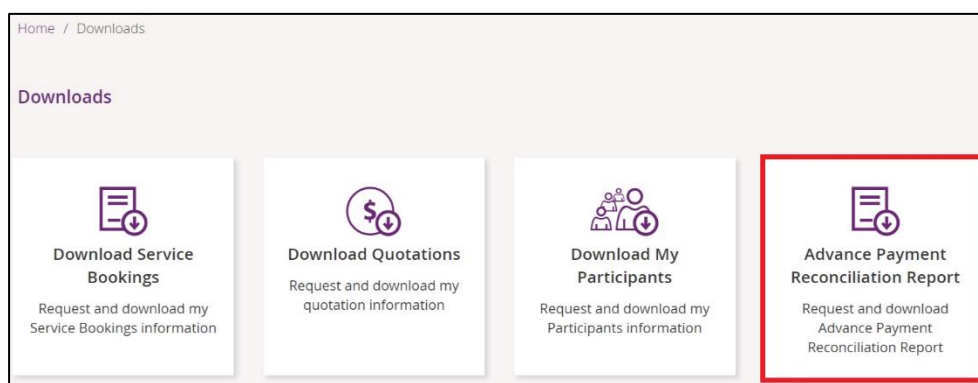 Home / Downloads
Downloads
$
Download Service
Bookings
Request and download my
Service Bookings information
Download Quotations
Request and download my
quotation information
Download My
Participants
Request and download my
Participants information
Advance Payment
Reconciliation Report
Request and download
Advance Payment
Reconciliation Report